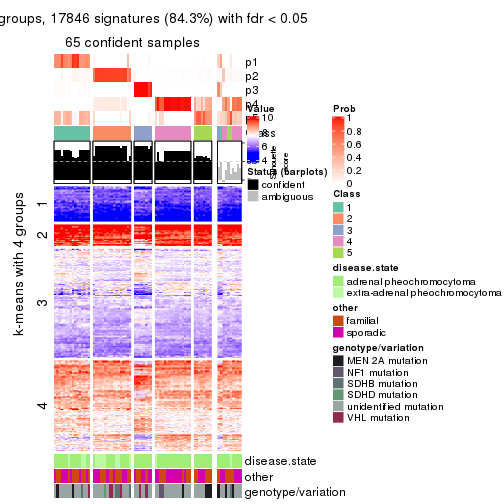 groups, 17846 signatures (84.3%) with fdr < 0.05
65 confident samples
p1
p2
p3
p4
Value
10
6
4
Status (barplots)
confident
ambiguous
Prob
1
0.8
0.6
0.4
0.2
0
Class
1
2
3
4
5
disease.state
adrenal pheochromocytoma
extra-adrenal pheochromocytoma
other
familial
sporadic
genotype/variation
MEN 2A mutation
NF1 mutation
SDHB mutation
SDHD mutation
unidentified mutation
VHL mutation
k-means with 4 groups
1
2
3
4
disease.state
other
genotype/variation